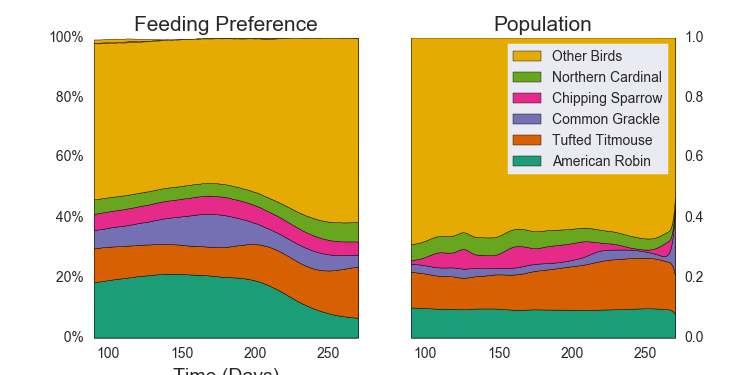 Feeding Preference
Population
100%
80%
60%
40%
20%
0%
100
150
200
250
Time (Days)
Other Birds
Northern Cardinal
Chipping Sparrow
Common Grackle
Tufted Titmouse
American Robin
1.0
0.8
0.6
0.4
0.2
0.0
100
150
200
250